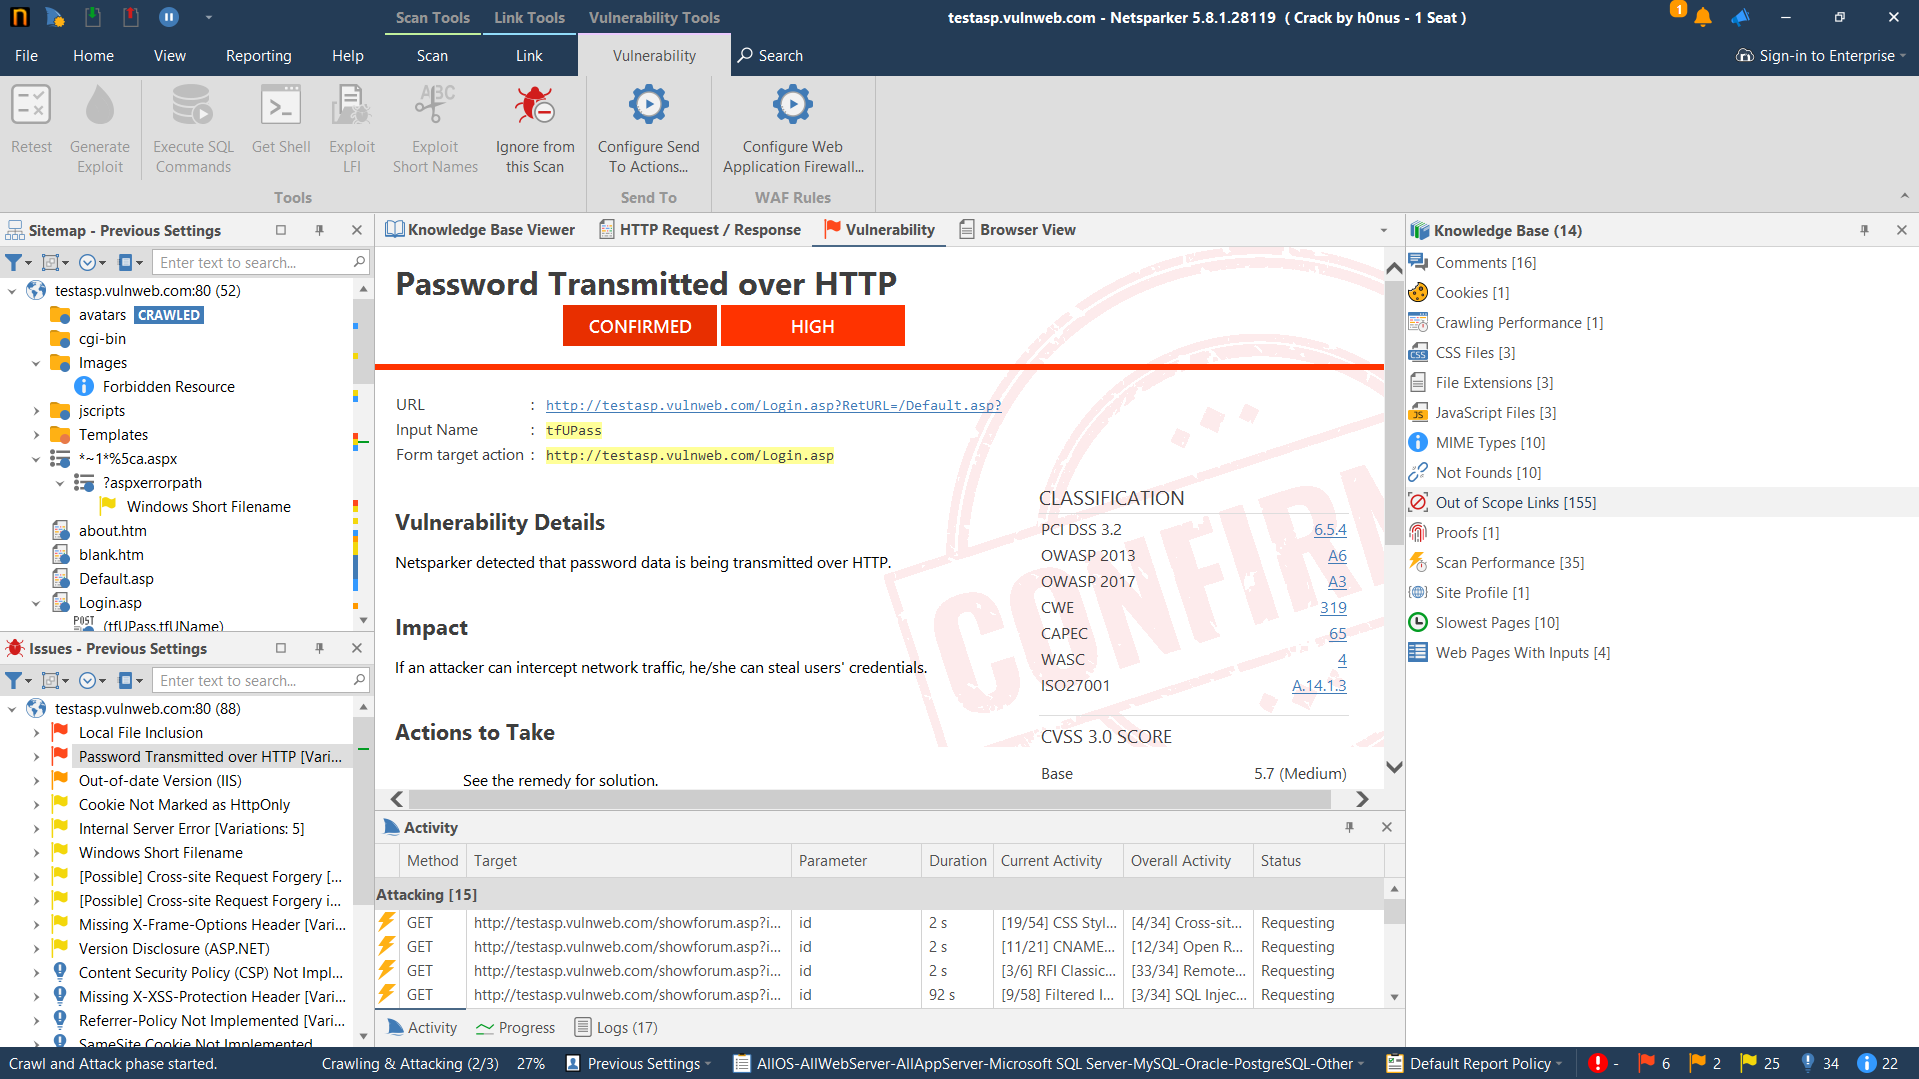 Scan Tools Link Tools Vulnerability Tools
testasp.vulnweb.com - Netsparker 5.8.1.28119 ( Crack by h0nus - 1 Seat )
1
File Home View Reporting Help Scan Link Vulnerability Search
Sign-in to Enterprise
Retest
Generate Exploit
Execute SQL Commands
Get Shell
Exploit LFI
Exploit Short Names
Ignore from this Scan
Configure Send To Actions...
Configure Web Application Firewall...
Tools
Send To
WAF Rules
Sitemap - Previous Settings
Enter text to search...
testasp.vulnweb.com:80 (52)
avatars CRAWLED
cgi-bin
Images
Forbidden Resource
jscripts
Templates
*~1*%5ca.aspx
?aspxerrorpath
Windows Short Filename
about.htm
blank.htm
Default.asp
Login.asp
POST (tfUPass,tfUName)
Issues - Previous Settings
Enter text to search...
testasp.vulnweb.com:80 (88)
Local File Inclusion
Password Transmitted over HTTP [Vari...
Out-of-date Version (IIS)
Cookie Not Marked as HttpOnly
Internal Server Error [Variations: 5]
Windows Short Filename
[Possible] Cross-site Request Forgery [...
[Possible] Cross-site Request Forgery i...
Missing X-Frame-Options Header [Vari...
Version Disclosure (ASP.NET)
Content Security Policy (CSP) Not Impl...
Missing X-XSS-Protection Header [Vari...
Referrer-Policy Not Implemented [Vari...
SameSite Cookie Not Implemented
Knowledge Base Viewer HTTP Request / Response Vulnerability Browser View
Password Transmitted over HTTP
CONFIRMED HIGH
URL : http://testasp.vulnweb.com/Login.asp?RetURL=/Default.asp?
Input Name : tfUPass
Form target action : http://testasp.vulnweb.com/Login.asp
CONFIRM
Vulnerability Details
Netsparker detected that password data is being transmitted over HTTP.
Impact
If an attacker can intercept network traffic, he/she can steal users' credentials.
Actions to Take
See the remedy for solution.
CLASSIFICATION
PCI DSS 3.2 6.5.4
OWASP 2013 A6
OWASP 2017 A3
CWE 319
CAPEC 65
WASC 4
ISO27001 A.14.1.3
CVSS 3.0 SCORE
Base 5.7 (Medium)
Activity
Method Target Parameter Duration Current Activity Overall Activity Status
Attacking [15]
GET http://testasp.vulnweb.com/showforum.asp?i... id 2 s [19/54] CSS Styl... [4/34] Cross-sit... Requesting
GET http://testasp.vulnweb.com/showforum.asp?i... id 2 s [11/21] CNAME... [12/34] Open R... Requesting
GET http://testasp.vulnweb.com/showforum.asp?i... id 2 s [3/6] RFI Classic... [33/34] Remote... Requesting
GET http://testasp.vulnweb.com/showforum.asp?i... id 92 s [9/58] Filtered I... [3/34] SQL Injec... Requesting
Activity Progress Logs (17)
Knowledge Base (14)
Comments [16]
Cookies [1]
Crawling Performance [1]
CSS Files [3]
File Extensions [3]
JavaScript Files [3]
MIME Types [10]
Not Founds [10]
Out of Scope Links [155]
Proofs [1]
Scan Performance [35]
Site Profile [1]
Slowest Pages [10]
Web Pages With Inputs [4]
Crawl and Attack phase started. Crawling & Attacking (2/3) 27% Previous Settings AllOS-AllWebServer-AllAppServer-Microsoft SQL Server-MySQL-Oracle-PostgreSQL-Other Default Report Policy - 6 2 25 34 22